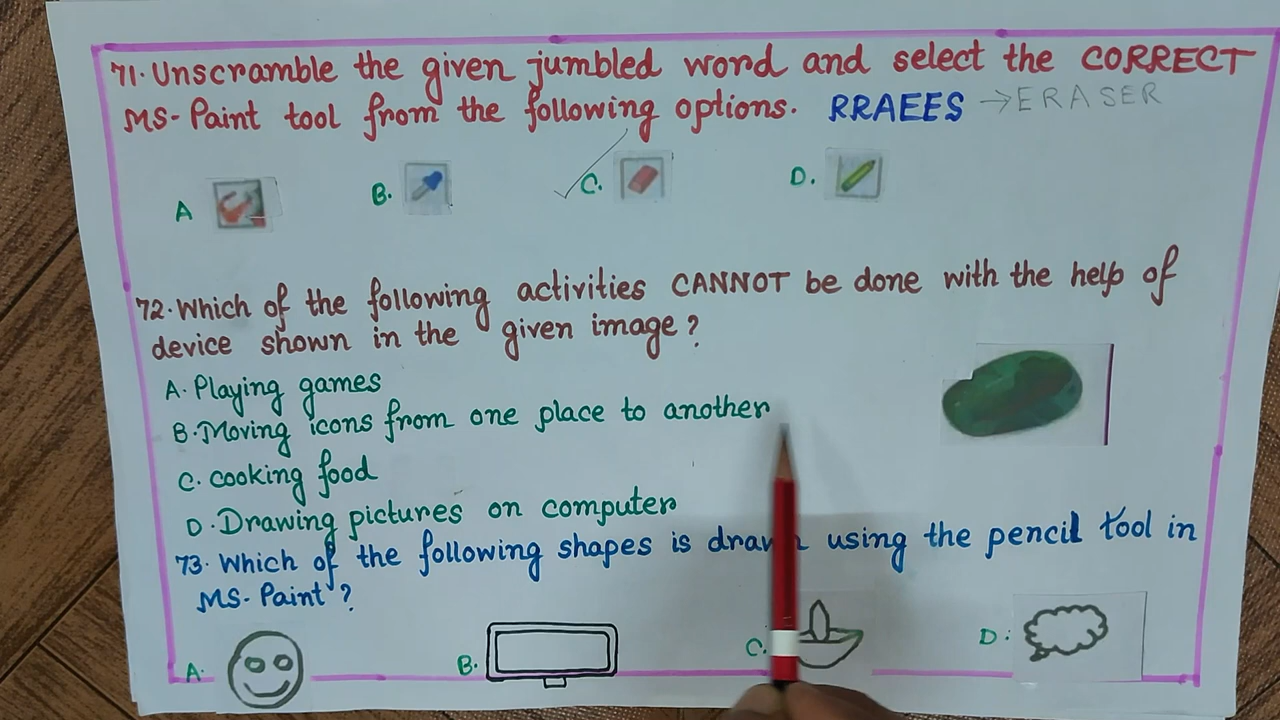 71. Unscramble the given jumbled word and select the CORRECT
MS-Paint tool from the following options. RRAEES → ERASER
A
B.
C.
D.
72. Which of the following activities CANNOT be done with the help of
device shown in the given image?
A. Playing games
B. Moving icons from one place to another
C. cooking food
D. Drawing pictures on computer
73. Which of the following shapes is drawn using the pencil tool in
MS-Paint?
A.
B.
C.
D: